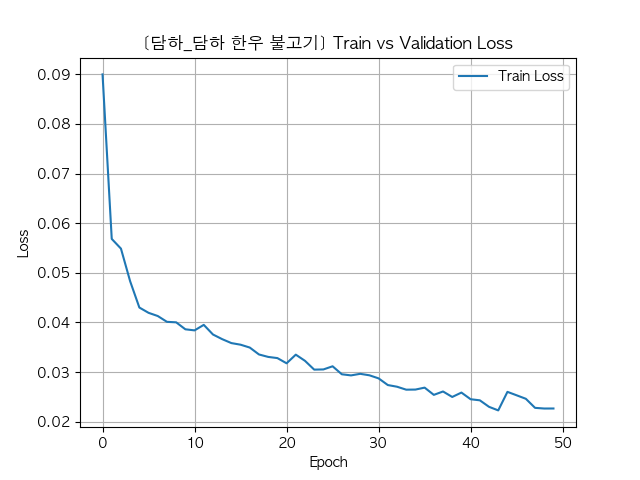 [담하_담하 한우 불고기] Train vs Validation Loss
Train Loss
0.09
0.08
0.07
0.06
0.05
0.04
0.03
0.02
Loss
0 10 20 30 40 50
Epoch